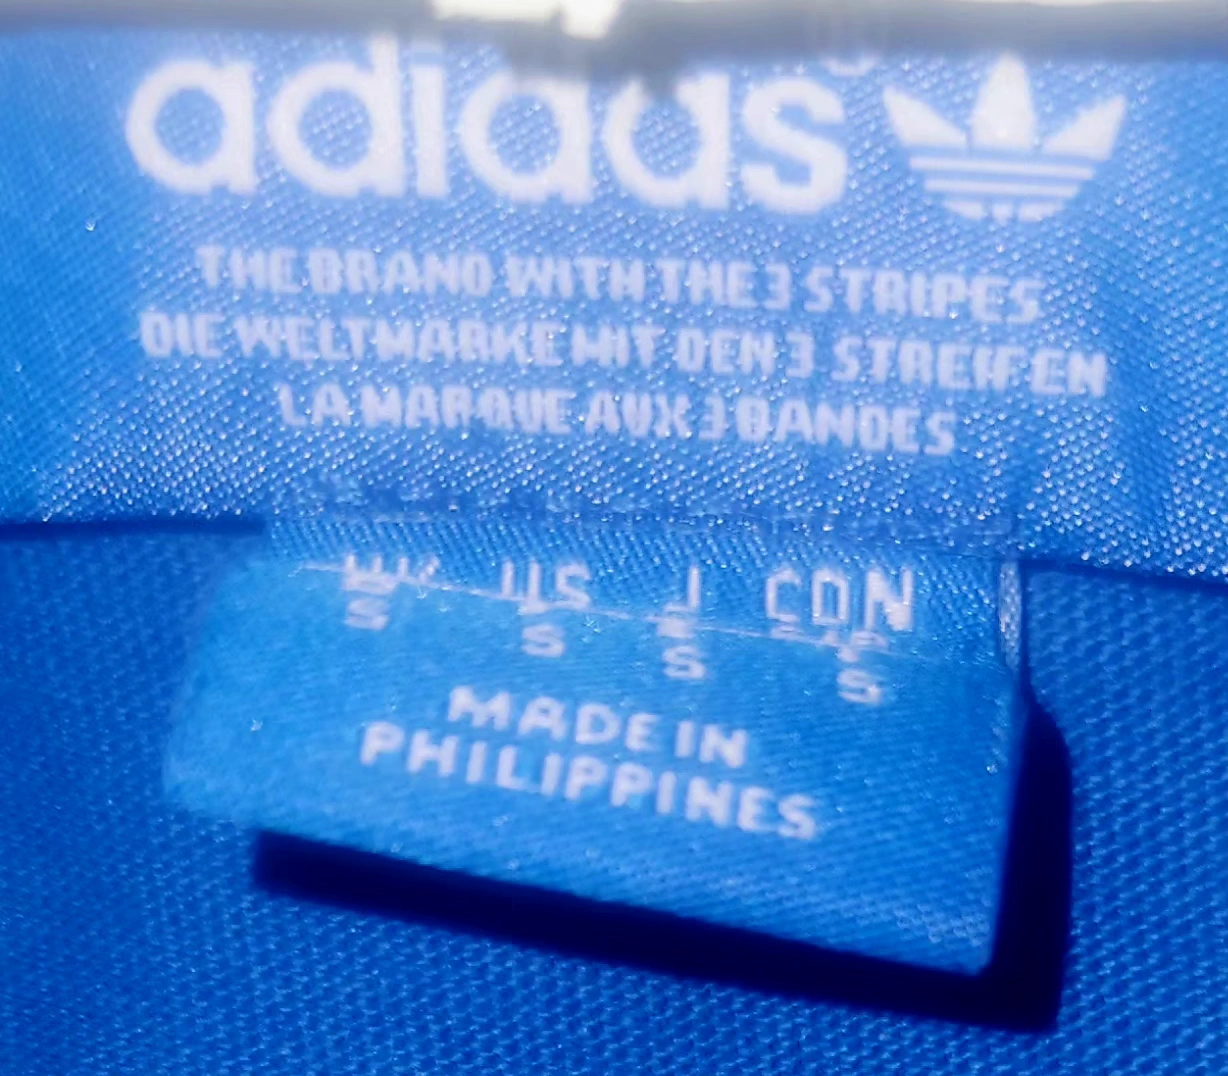 adidas
THE BRAND WITH THE 3 STRIPES
DIE WELTMARKE MIT DEN 3 STREIFEN
LA MARQUE AUX 3 BANDES
US J CDN
S S S S
MADE IN
PHILIPPINES